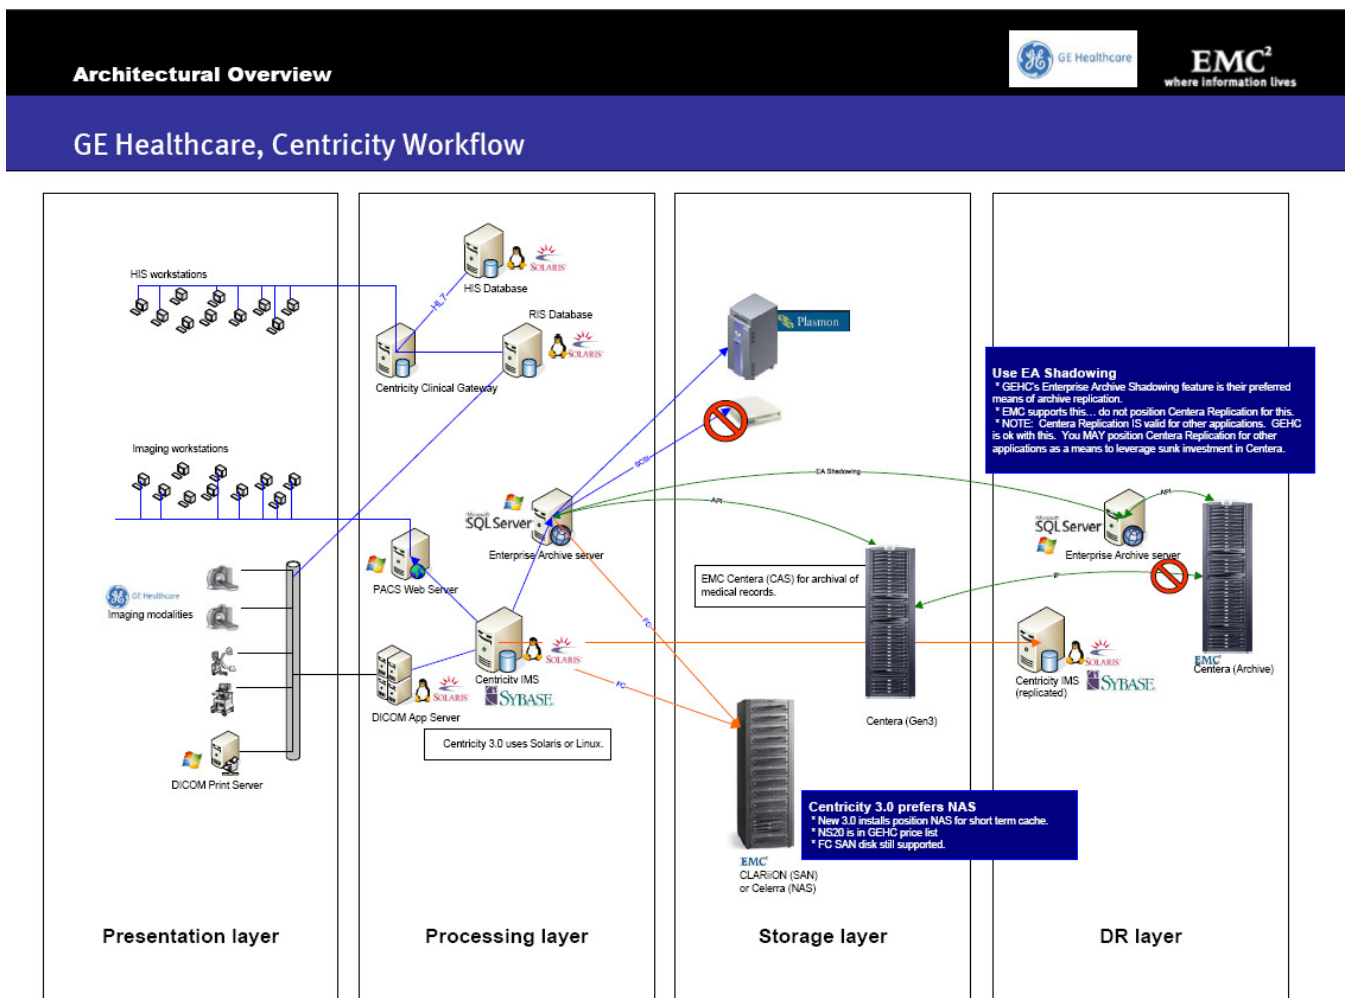 Architectural Overview
GE Healthcare
EMC²
where information lives
GE Healthcare, Centricity Workflow
HIS workstations
HL7
SOLARIS
HIS Database
RIS Database
SOLARIS
Centricity Clinical Gateway
Plasmon
Use EA Shadowing
* GEHC's Enterprise Archive Shadowing feature is their preferred
means of archive replication.
* EMC supports this… do not position Centera Replication for this.
* NOTE: Centera Replication IS valid for other applications. GEHC
is ok with this. You MAY position Centera Replication for other
applications as a means to leverage sunk investment in Centera.
Imaging workstations
SCSI
EA Shadowing
API
API
Microsoft
SQL Server
Enterprise Archive server
Microsoft
SQL Server
Enterprise Archive server
PACS Web Server
EMC Centera (CAS) for archival of
medical records.
IP
GE Healthcare
Imaging modalities
FC
SOLARIS
Centricity IMS
SYBASE
FC
SOLARIS
DICOM App Server
Centricity 3.0 uses Solaris or Linux.
Centera (Gen3)
SOLARIS
Centricity IMS
(replicated)
SYBASE
EMC²
Centera (Archive)
DICOM Print Server
Centricity 3.0 prefers NAS
* New 3.0 installs position NAS for short term cache.
* NS20 is in GEHC price list
* FC SAN disk still supported.
EMC²
CLARiiON (SAN)
or Celerra (NAS)
Presentation layer
Processing layer
Storage layer
DR layer